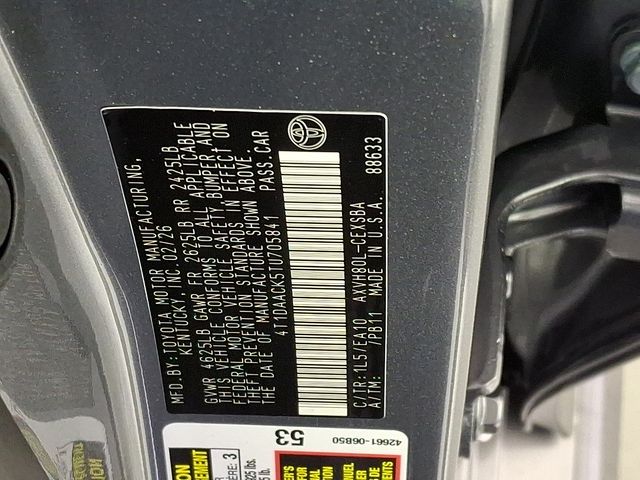 MFD. BY: TOYOTA MOTOR MANUFACTURING,
KENTUCKY, INC. 02/26
GVWR 4625LB GAWR FR 2625LB RR 2425LB
THIS VEHICLE CONFORMS TO ALL APPLICABLE
FEDERAL MOTOR VEHICLE SAFETY, BUMPER AND
THEFT PREVENTION STANDARDS IN EFFECT ON
THE DATE OF MANUFACTURE SHOWN ABOVE.
4T1DAACK5TU705841 PASS.CAR
C/TR:1L5/EA10 AXVH80L-CEXSBA
A/TM: /PB11 MADE IN U.S.A. 88633
53
42661-06B50
3